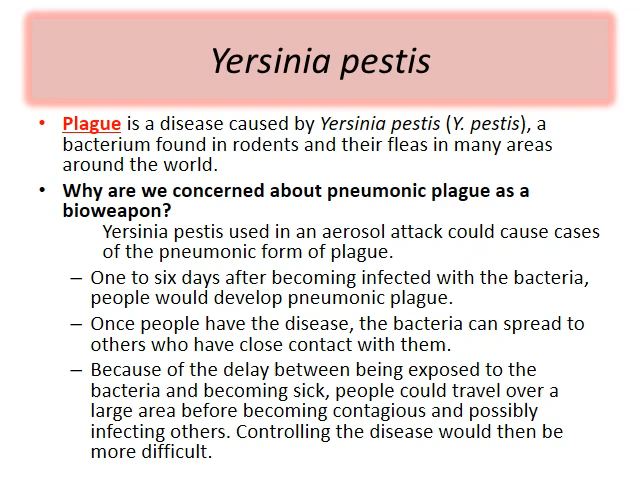 Yersinia pestis
• Plague is a disease caused by Yersinia pestis (Y. pestis), a
bacterium found in rodents and their fleas in many areas
around the world.
• Why are we concerned about pneumonic plague as a
bioweapon?
Yersinia pestis used in an aerosol attack could cause cases
of the pneumonic form of plague.
– One to six days after becoming infected with the bacteria,
people would develop pneumonic plague.
– Once people have the disease, the bacteria can spread to
others who have close contact with them.
– Because of the delay between being exposed to the
bacteria and becoming sick, people could travel over a
large area before becoming contagious and possibly
infecting others. Controlling the disease would then be
more difficult.